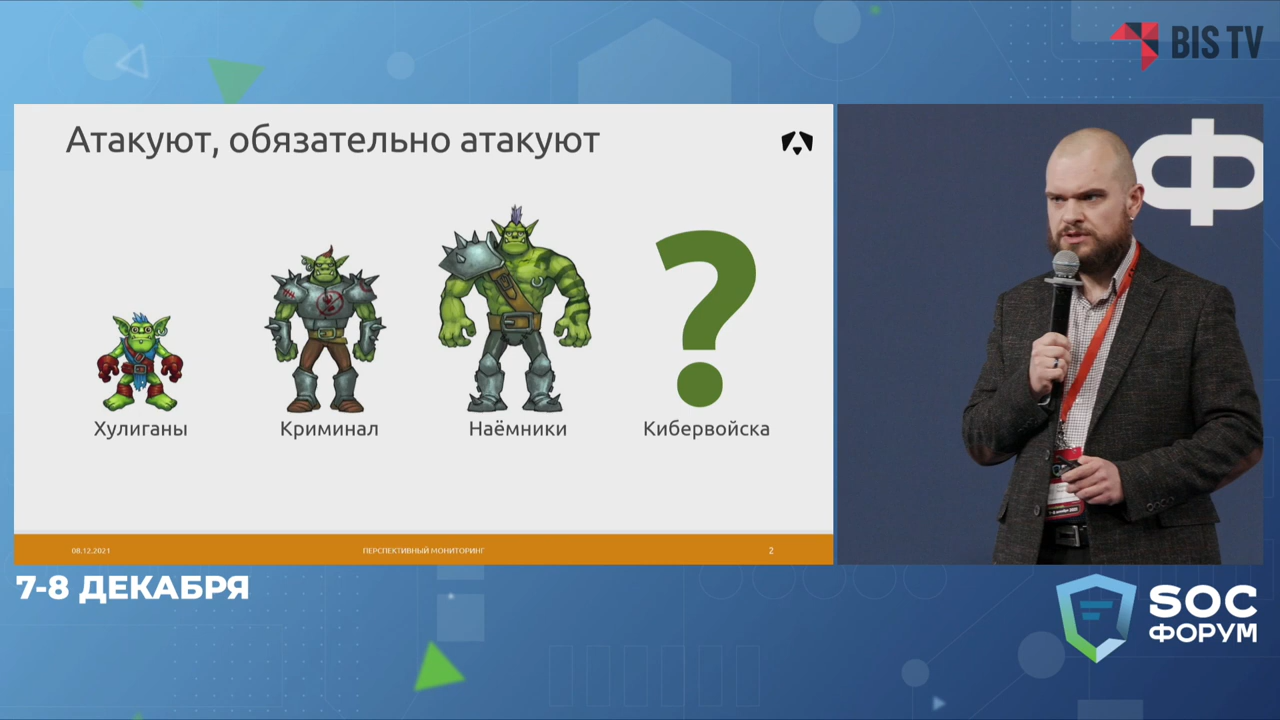 BIS TV
Атакуют, обязательно атакуют
Хулиганы
Криминал
Наёмники
Кибервойска
08.12.2021
ПЕРСПЕКТИВНЫЙ МОНИТОРИНГ
2
Ф
7-8 ДЕКАБРЯ
SOC
ФОРУМ